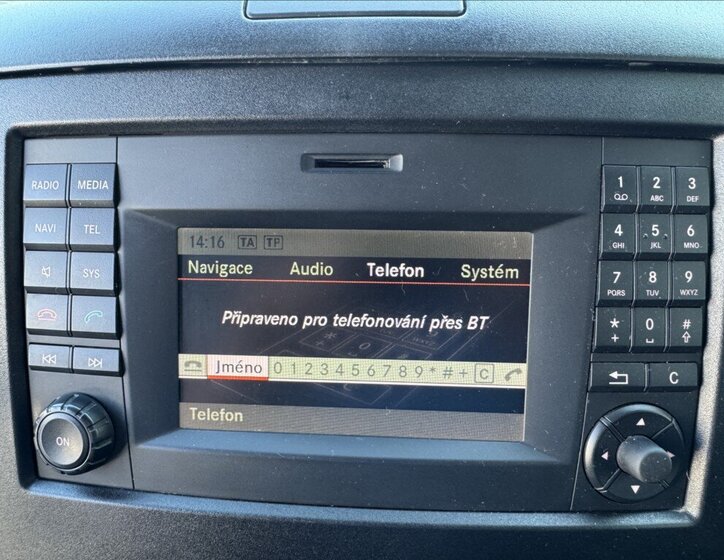 RADIO MEDIA
NAVI TEL
SYS
ON
14:16 TA TP
Navigace Audio Telefon Systém
Připraveno pro telefonování přes BT
Jméno 0 1 2 3 4 5 6 7 8 9 * # + C
Telefon
1 2 3
ABC DEF
4 5 6
GHI JKL MNO
7 8 9
PQRS TUV WXYZ
* 0 #
+
C